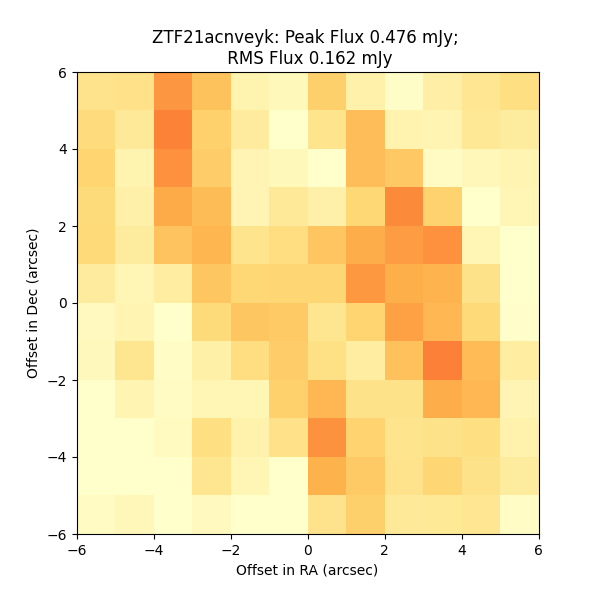 ZTF21acnveyk: Peak Flux 0.476 mJy;
RMS Flux 0.162 mJy
6
4
2
0
−2
−4
−6
Offset in Dec (arcsec)
−6 −4 −2 0 2 4 6
Offset in RA (arcsec)